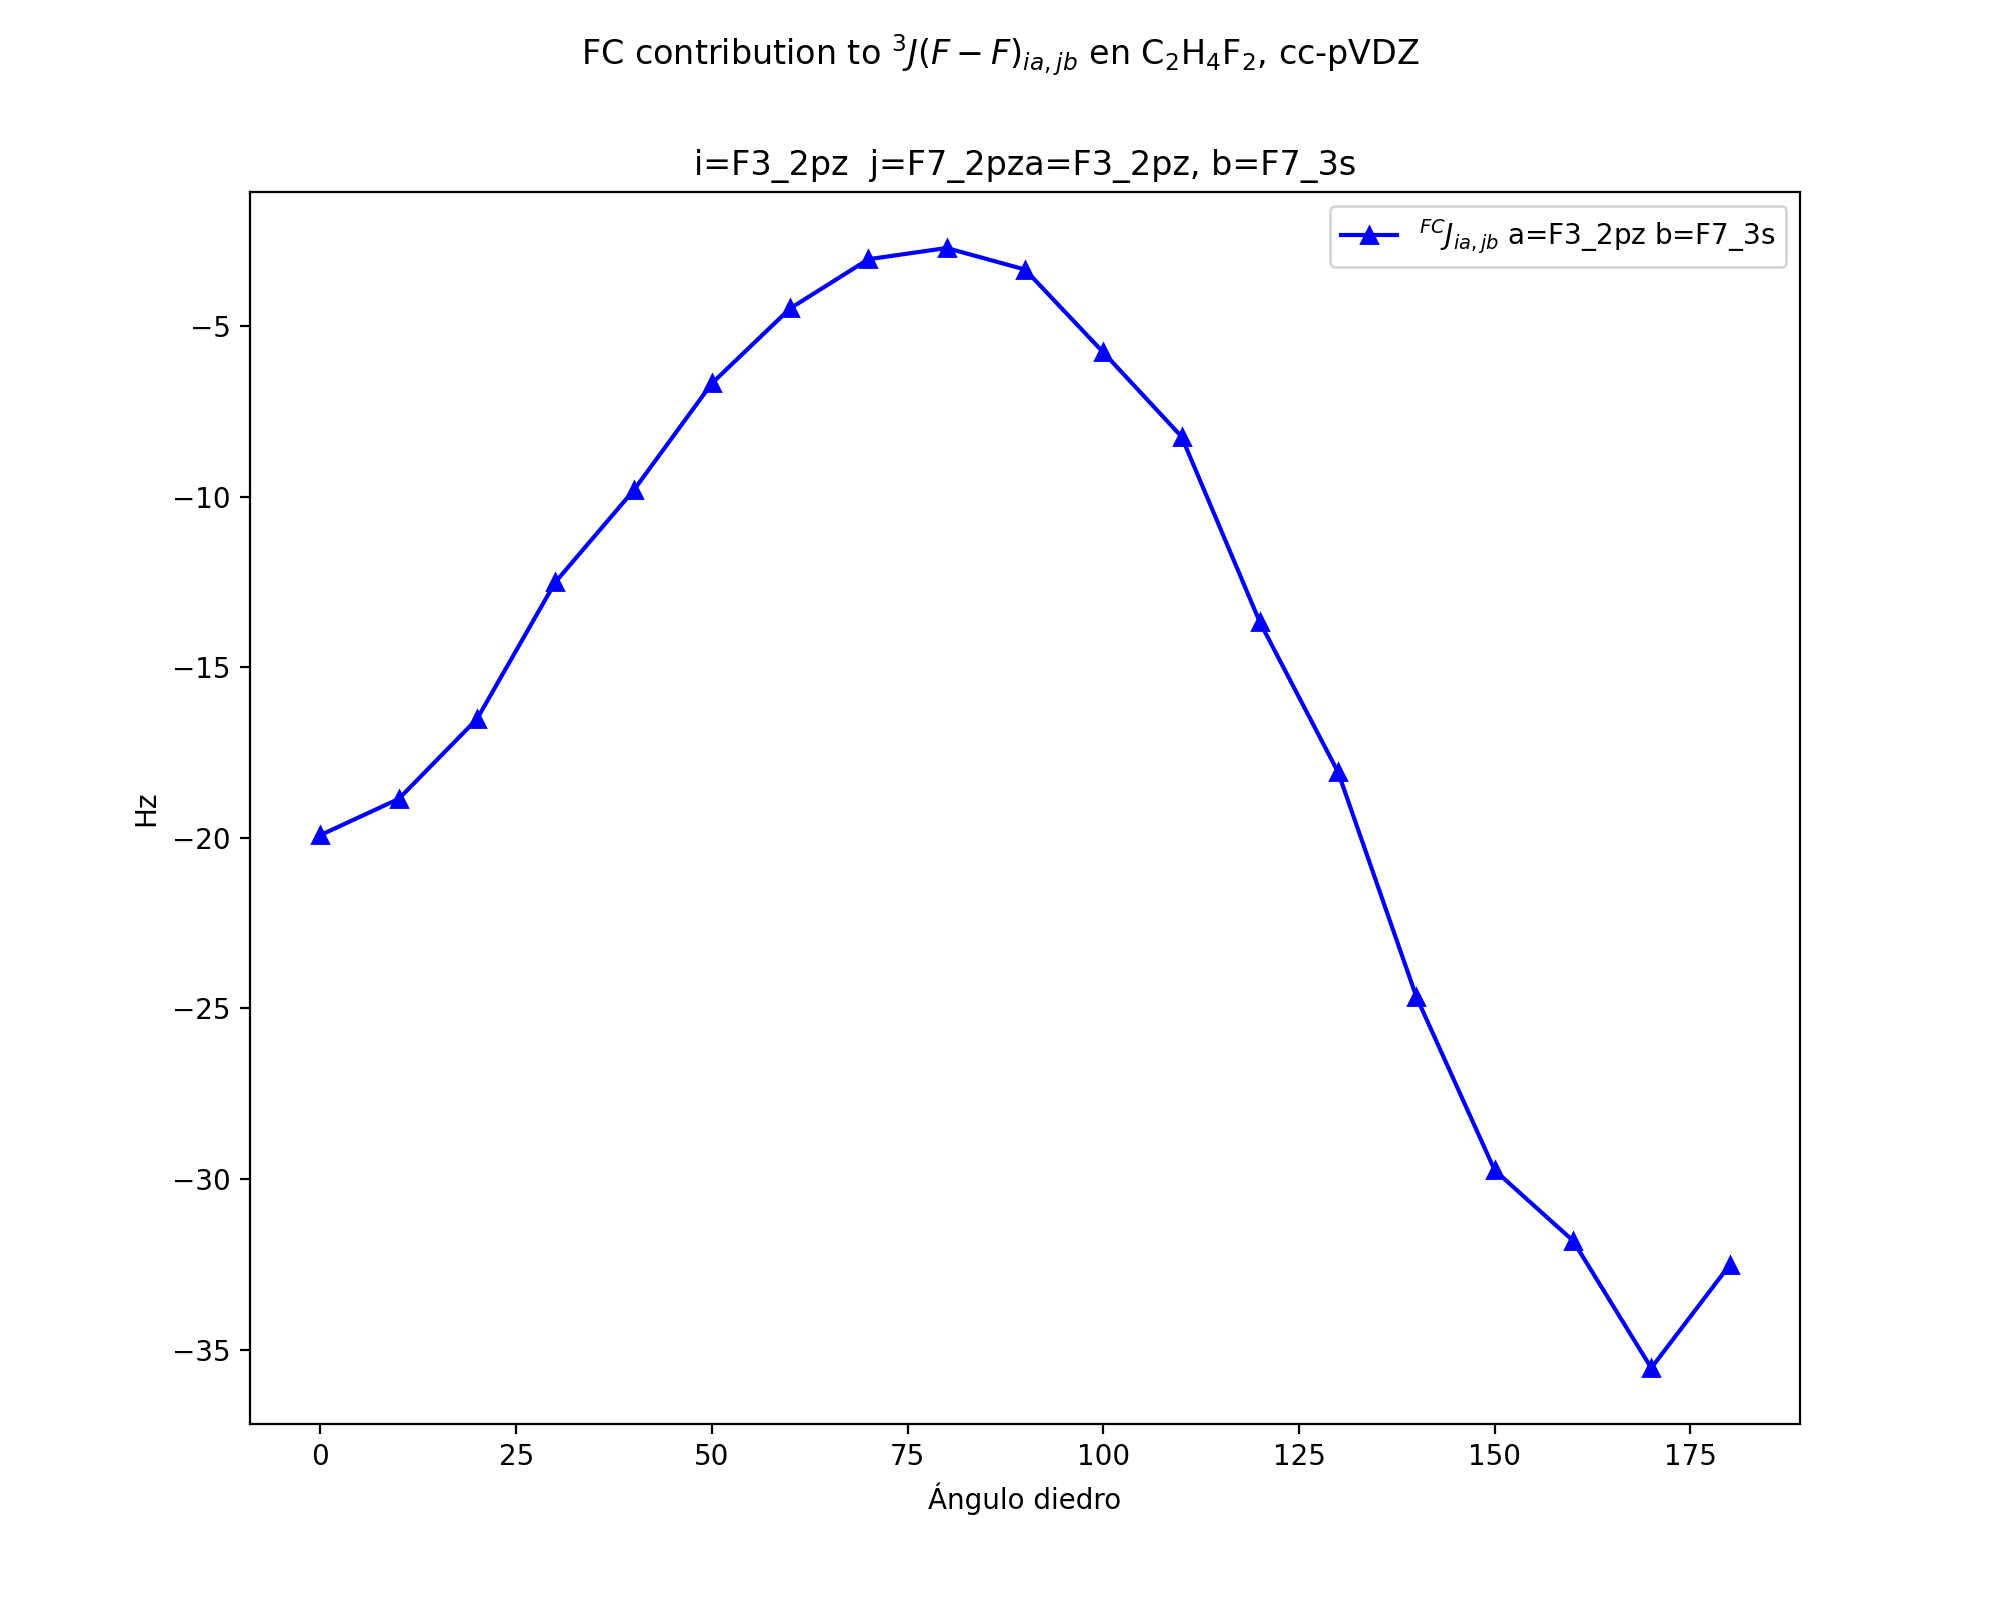 FC contribution to ³J(F − F)ia, jb en C₂H₄F₂, cc-pVDZ
i=F3_2pz  j=F7_2pza=F3_2pz, b=F7_3s
ᶠᶜJia, jb a=F3_2pz b=F7_3s
−5
−10
−15
−20
−25
−30
−35
Hz
0 25 50 75 100 125 150 175
Ángulo diedro